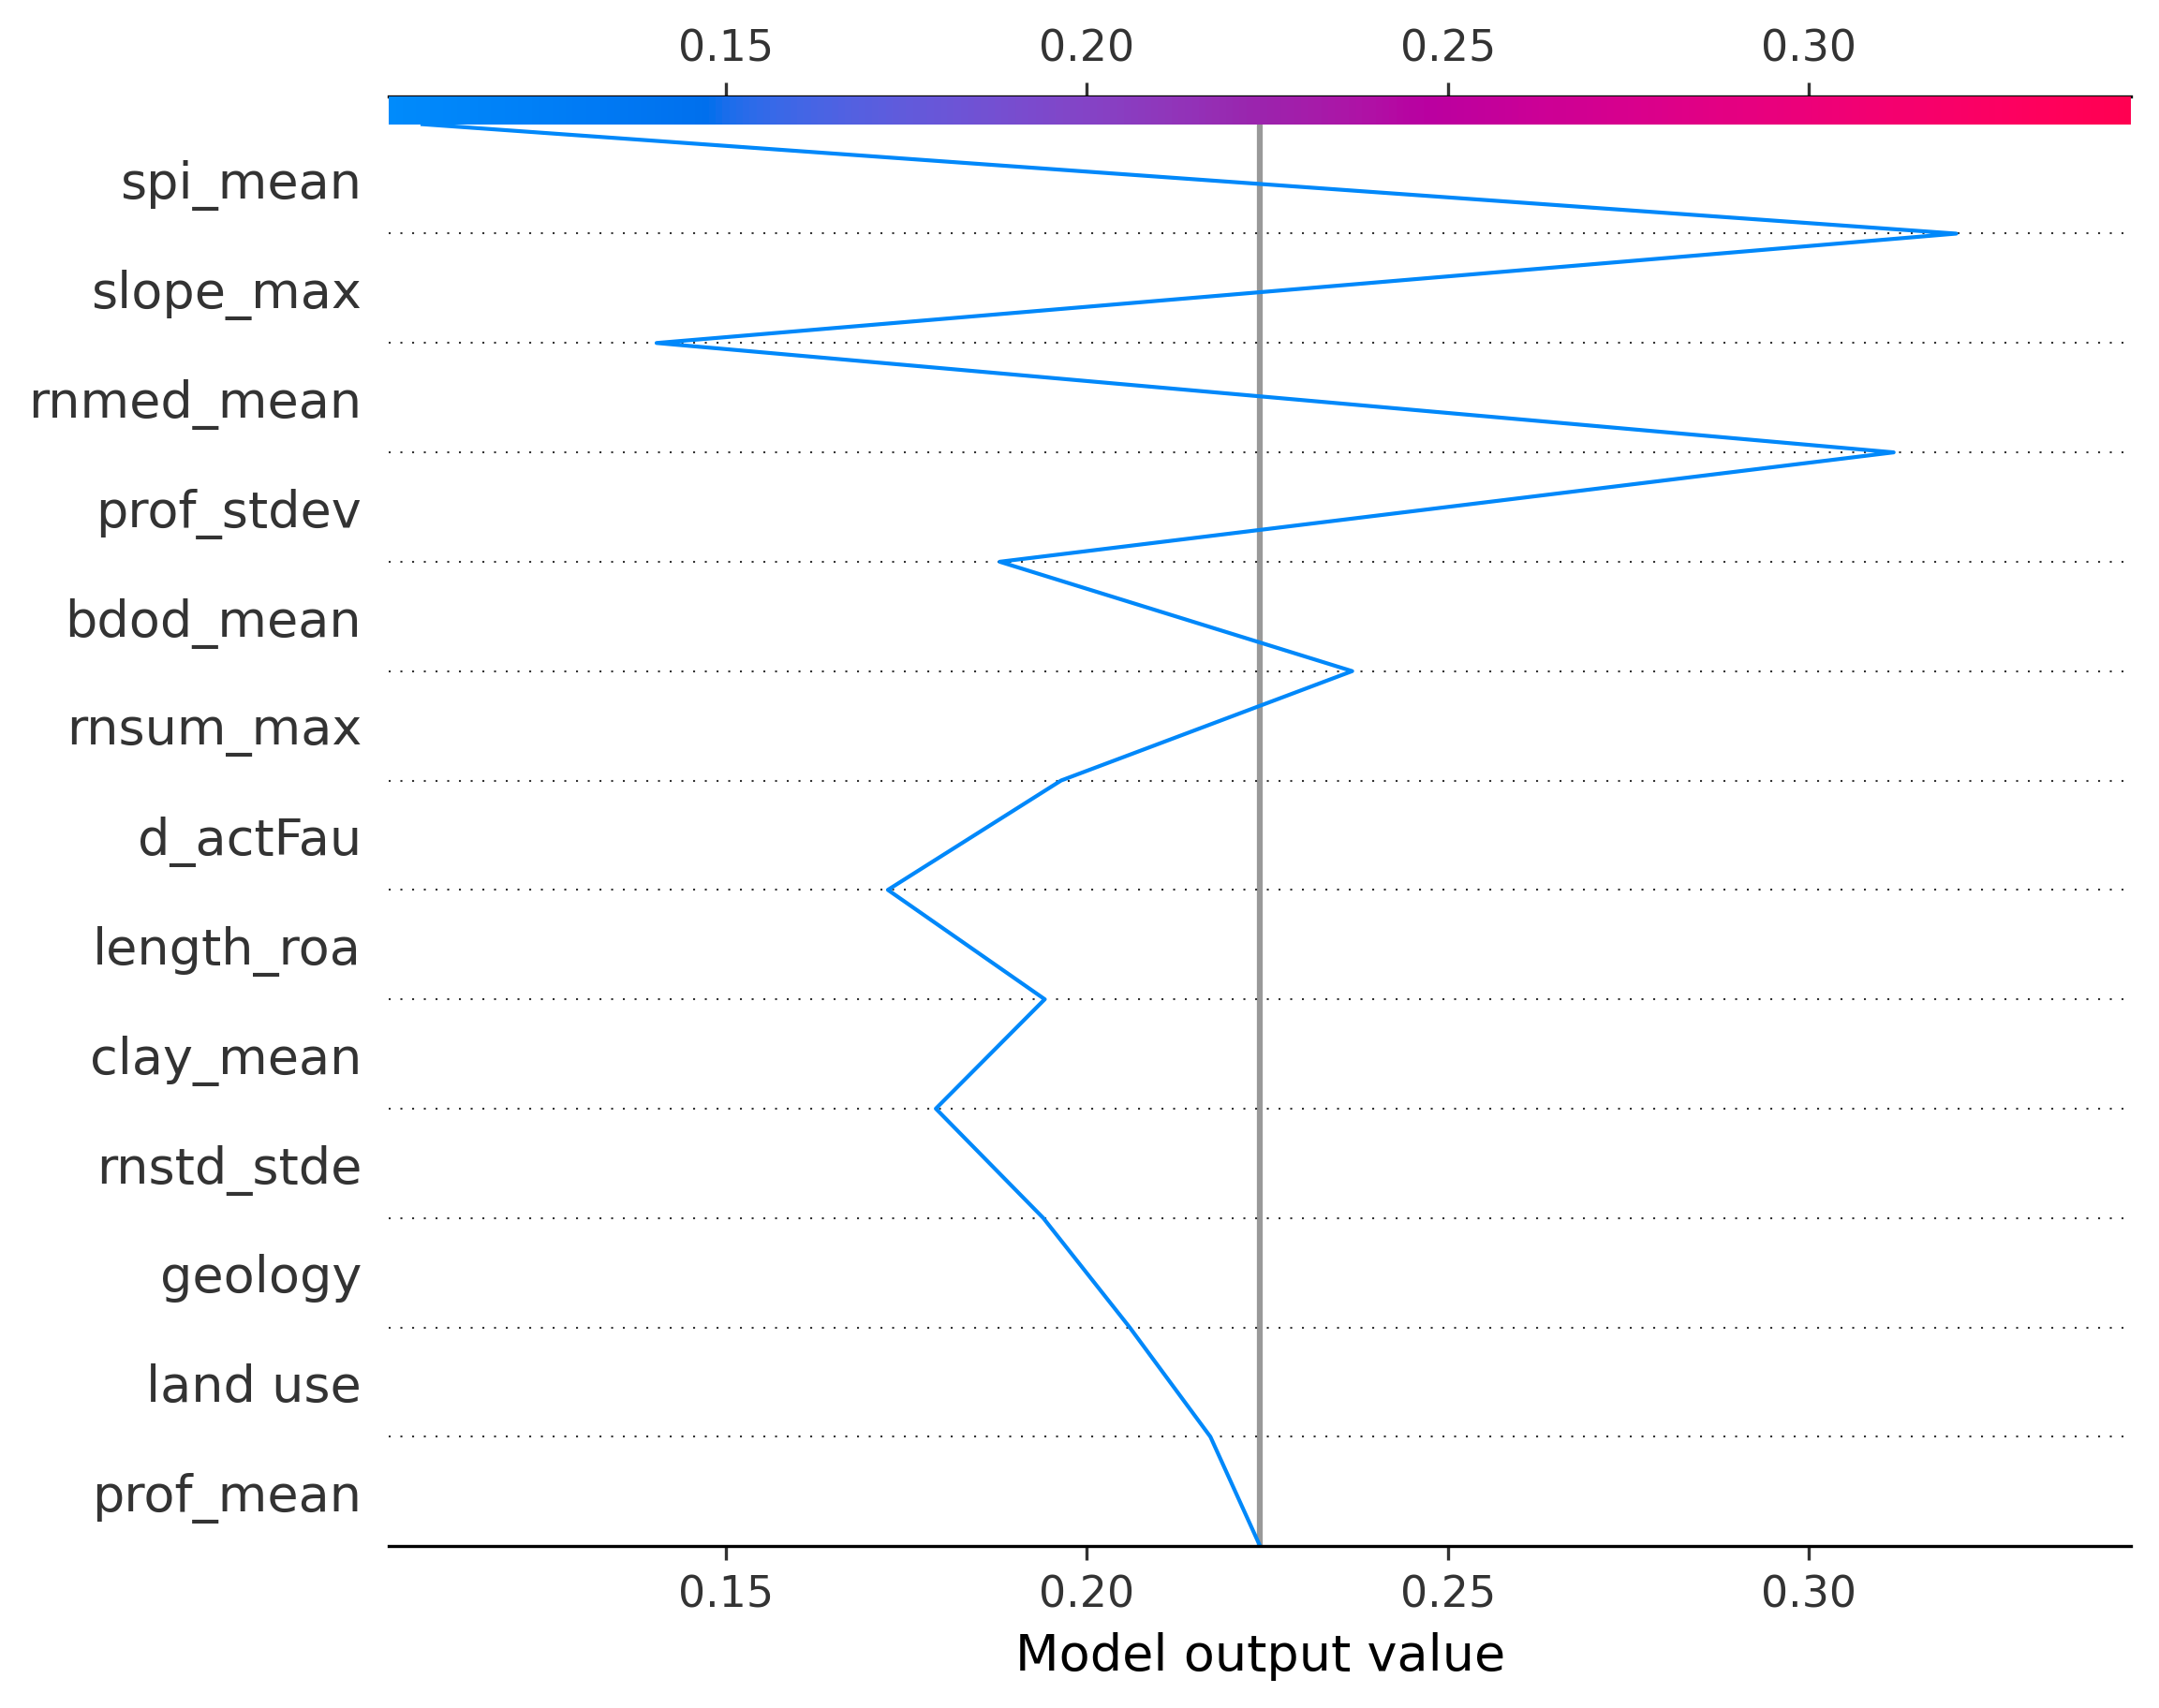 0.15 0.20 0.25 0.30
spi_mean
slope_max
rnmed_mean
prof_stdev
bdod_mean
rnsum_max
d_actFau
length_roa
clay_mean
rnstd_stde
geology
land use
prof_mean
0.15 0.20 0.25 0.30
Model output value